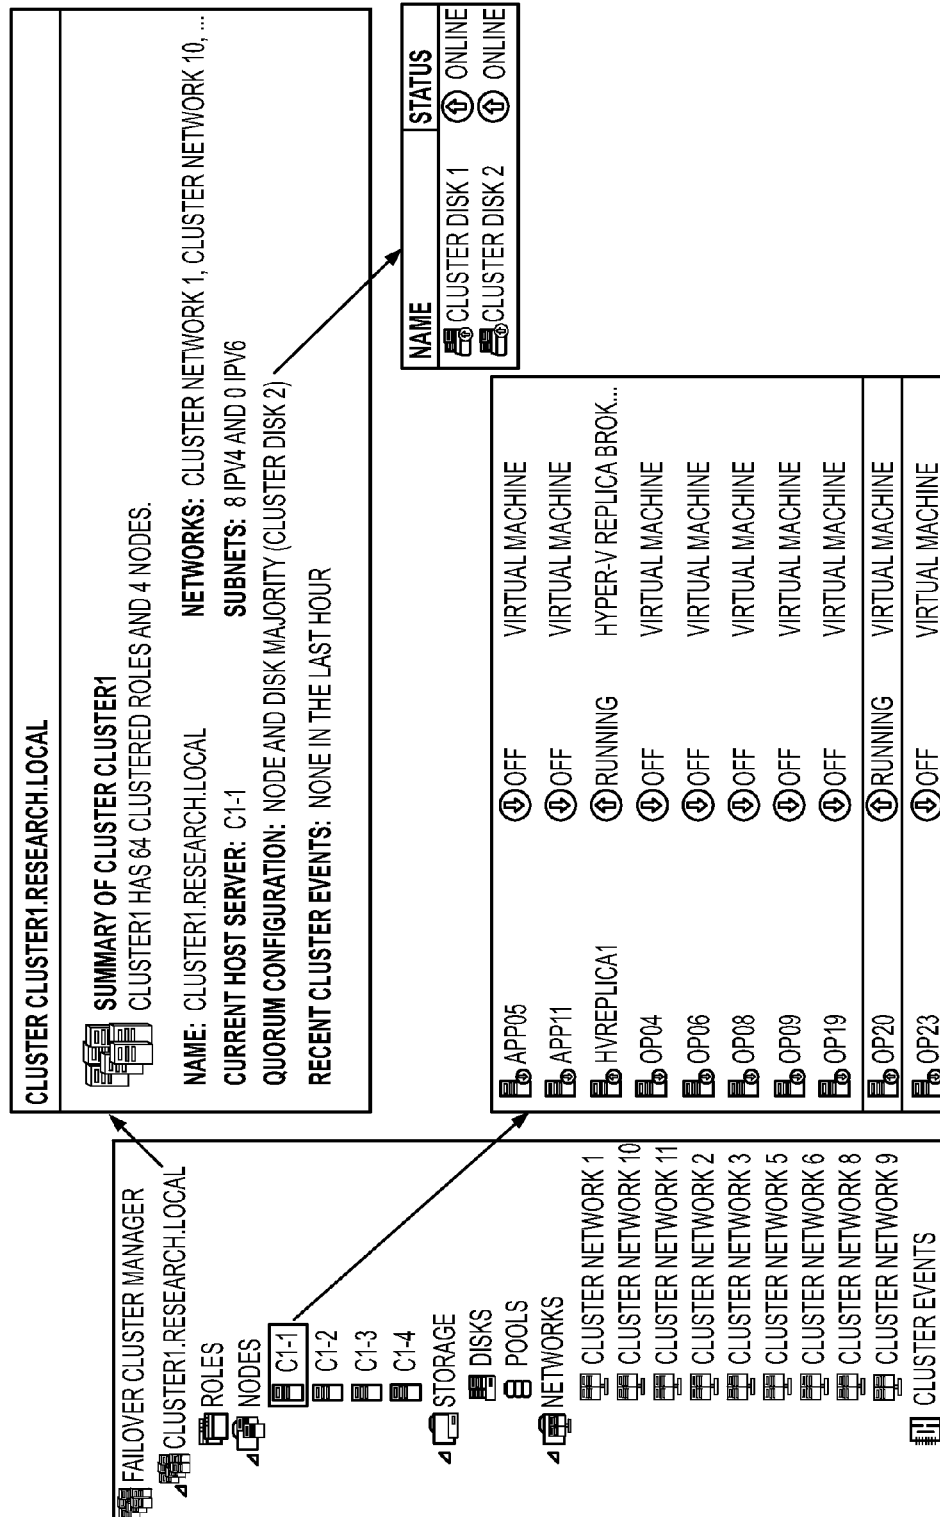 CLUSTER CLUSTER1.RESEARCH.LOCAL
SUMMARY OF CLUSTER CLUSTER1
CLUSTER1 HAS 64 CLUSTERED ROLES AND 4 NODES.
NAME: CLUSTER1.RESEARCH.LOCAL NETWORKS: CLUSTER NETWORK 1, CLUSTER NETWORK 10, ...
CURRENT HOST SERVER: C1-1 SUBNETS: 8 IPV4 AND 0 IPV6
QUORUM CONFIGURATION: NODE AND DISK MAJORITY (CLUSTER DISK 2)
RECENT CLUSTER EVENTS: NONE IN THE LAST HOUR
NAME STATUS
CLUSTER DISK 1 ONLINE
CLUSTER DISK 2 ONLINE
FAILOVER CLUSTER MANAGER
CLUSTER1.RESEARCH.LOCAL
ROLES
NODES
C1-1
C1-2
C1-3
C1-4
STORAGE
DISKS
POOLS
NETWORKS
CLUSTER NETWORK 1
CLUSTER NETWORK 10
CLUSTER NETWORK 11
CLUSTER NETWORK 2
CLUSTER NETWORK 3
CLUSTER NETWORK 5
CLUSTER NETWORK 6
CLUSTER NETWORK 8
CLUSTER NETWORK 9
CLUSTER EVENTS
APP05 OFF VIRTUAL MACHINE
APP11 OFF VIRTUAL MACHINE
HVREPLICA1 RUNNING HYPER-V REPLICA BROK...
OP04 OFF VIRTUAL MACHINE
OP06 OFF VIRTUAL MACHINE
OP08 OFF VIRTUAL MACHINE
OP09 OFF VIRTUAL MACHINE
OP19 OFF VIRTUAL MACHINE
OP20 RUNNING VIRTUAL MACHINE
OP23 OFF VIRTUAL MACHINE